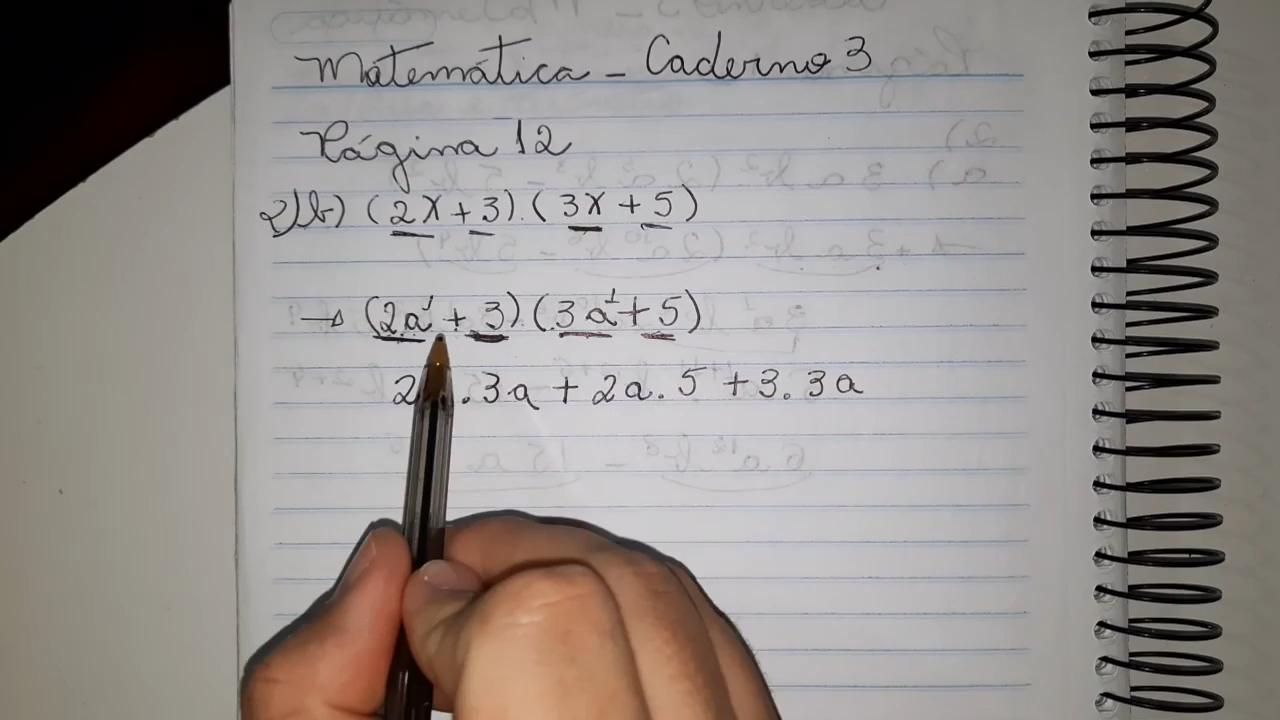 Matemática - Caderno 3
Página 12
2)b) (2x + 3).(3x + 5)
→ (2a¹ + 3)(3a¹ + 5)
2 .3a + 2a.5 + 3.3a